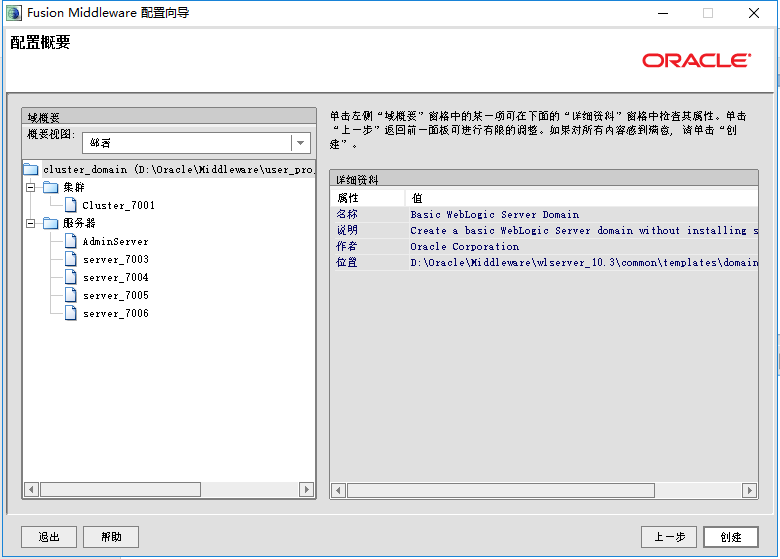 Fusion Middleware 配置向导
配置概要
ORACLE
域概要
概要视图:
部署
cluster_domain (D:\Oracle\Middleware\user_pro
集群
Cluster_7001
服务器
AdminServer
server_7003
server_7004
server_7005
server_7006
单击左侧“域概要”窗格中的某一项可在下面的“详细资料”窗格中检查其属性。单击
“上一步”返回前一面板可进行有限的调整。如果对所有内容感到满意, 请单击“创
建”。
详细资料
属性 值
名称 Basic WebLogic Server Domain
说明 Create a basic WebLogic Server domain without installing s
作者 Oracle Corporation
位置 D:\Oracle\Middleware\wlserver_10.3\common\templates\domain
退出 帮助 上一步 创建